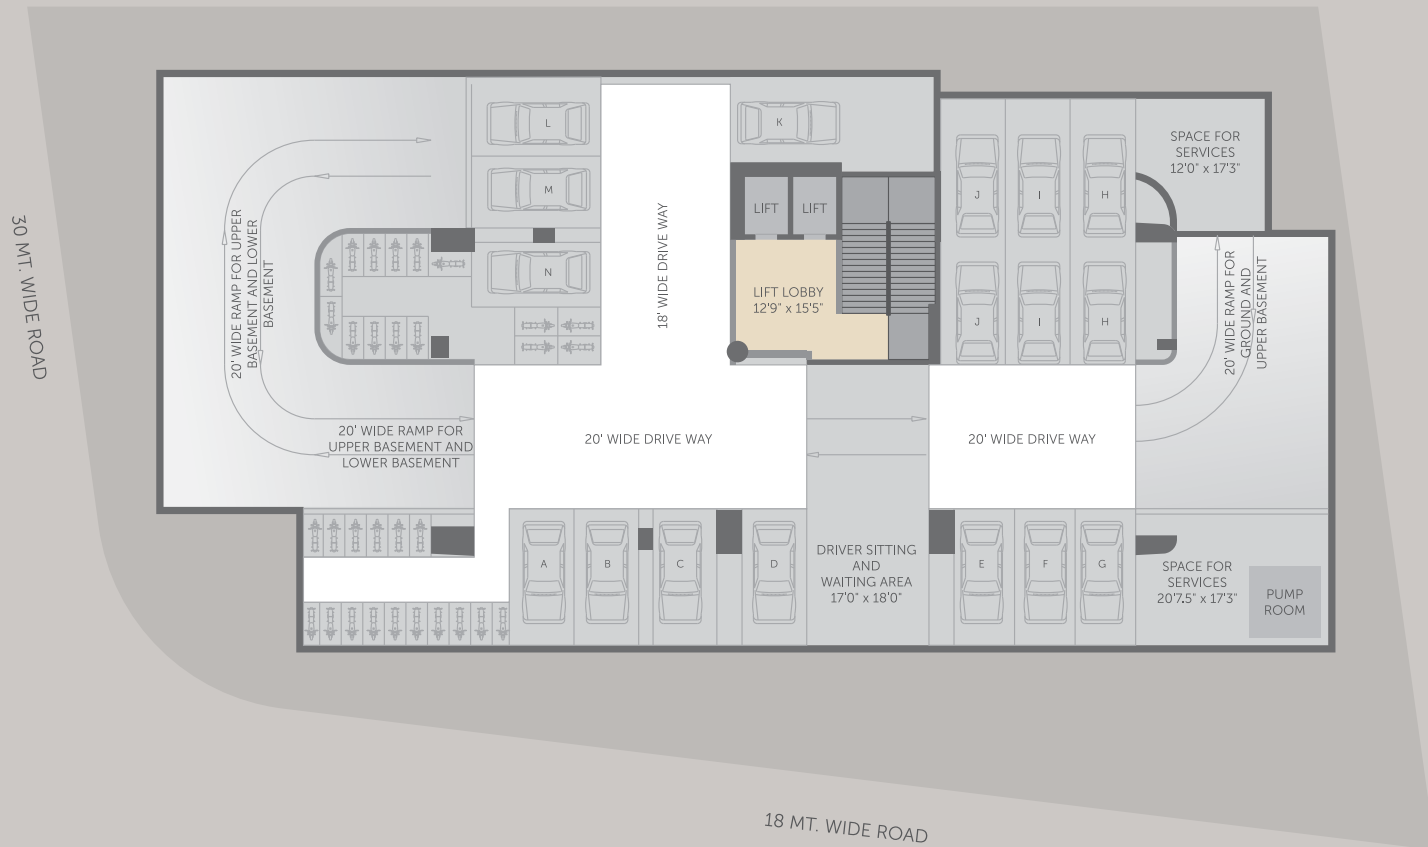 L
K
M
N
LIFT
LIFT
J
I
H
SPACE FOR
SERVICES
12'0" x 17'3"
30 MT. WIDE ROAD
20' WIDE RAMP FOR UPPER
BASEMENT AND LOWER
BASEMENT
18' WIDE DRIVE WAY
LIFT LOBBY
12'9" x 15'5"
J
I
H
20' WIDE RAMP FOR
GROUND AND
UPPER BASEMENT
20' WIDE RAMP FOR
UPPER BASEMENT AND
LOWER BASEMENT
20' WIDE DRIVE WAY
20' WIDE DRIVE WAY
A
B
C
D
DRIVER SITTING
AND
WAITING AREA
17'0" x 18'0"
E
F
G
SPACE FOR
SERVICES
20'7.5" x 17'3"
PUMP
ROOM
18 MT. WIDE ROAD